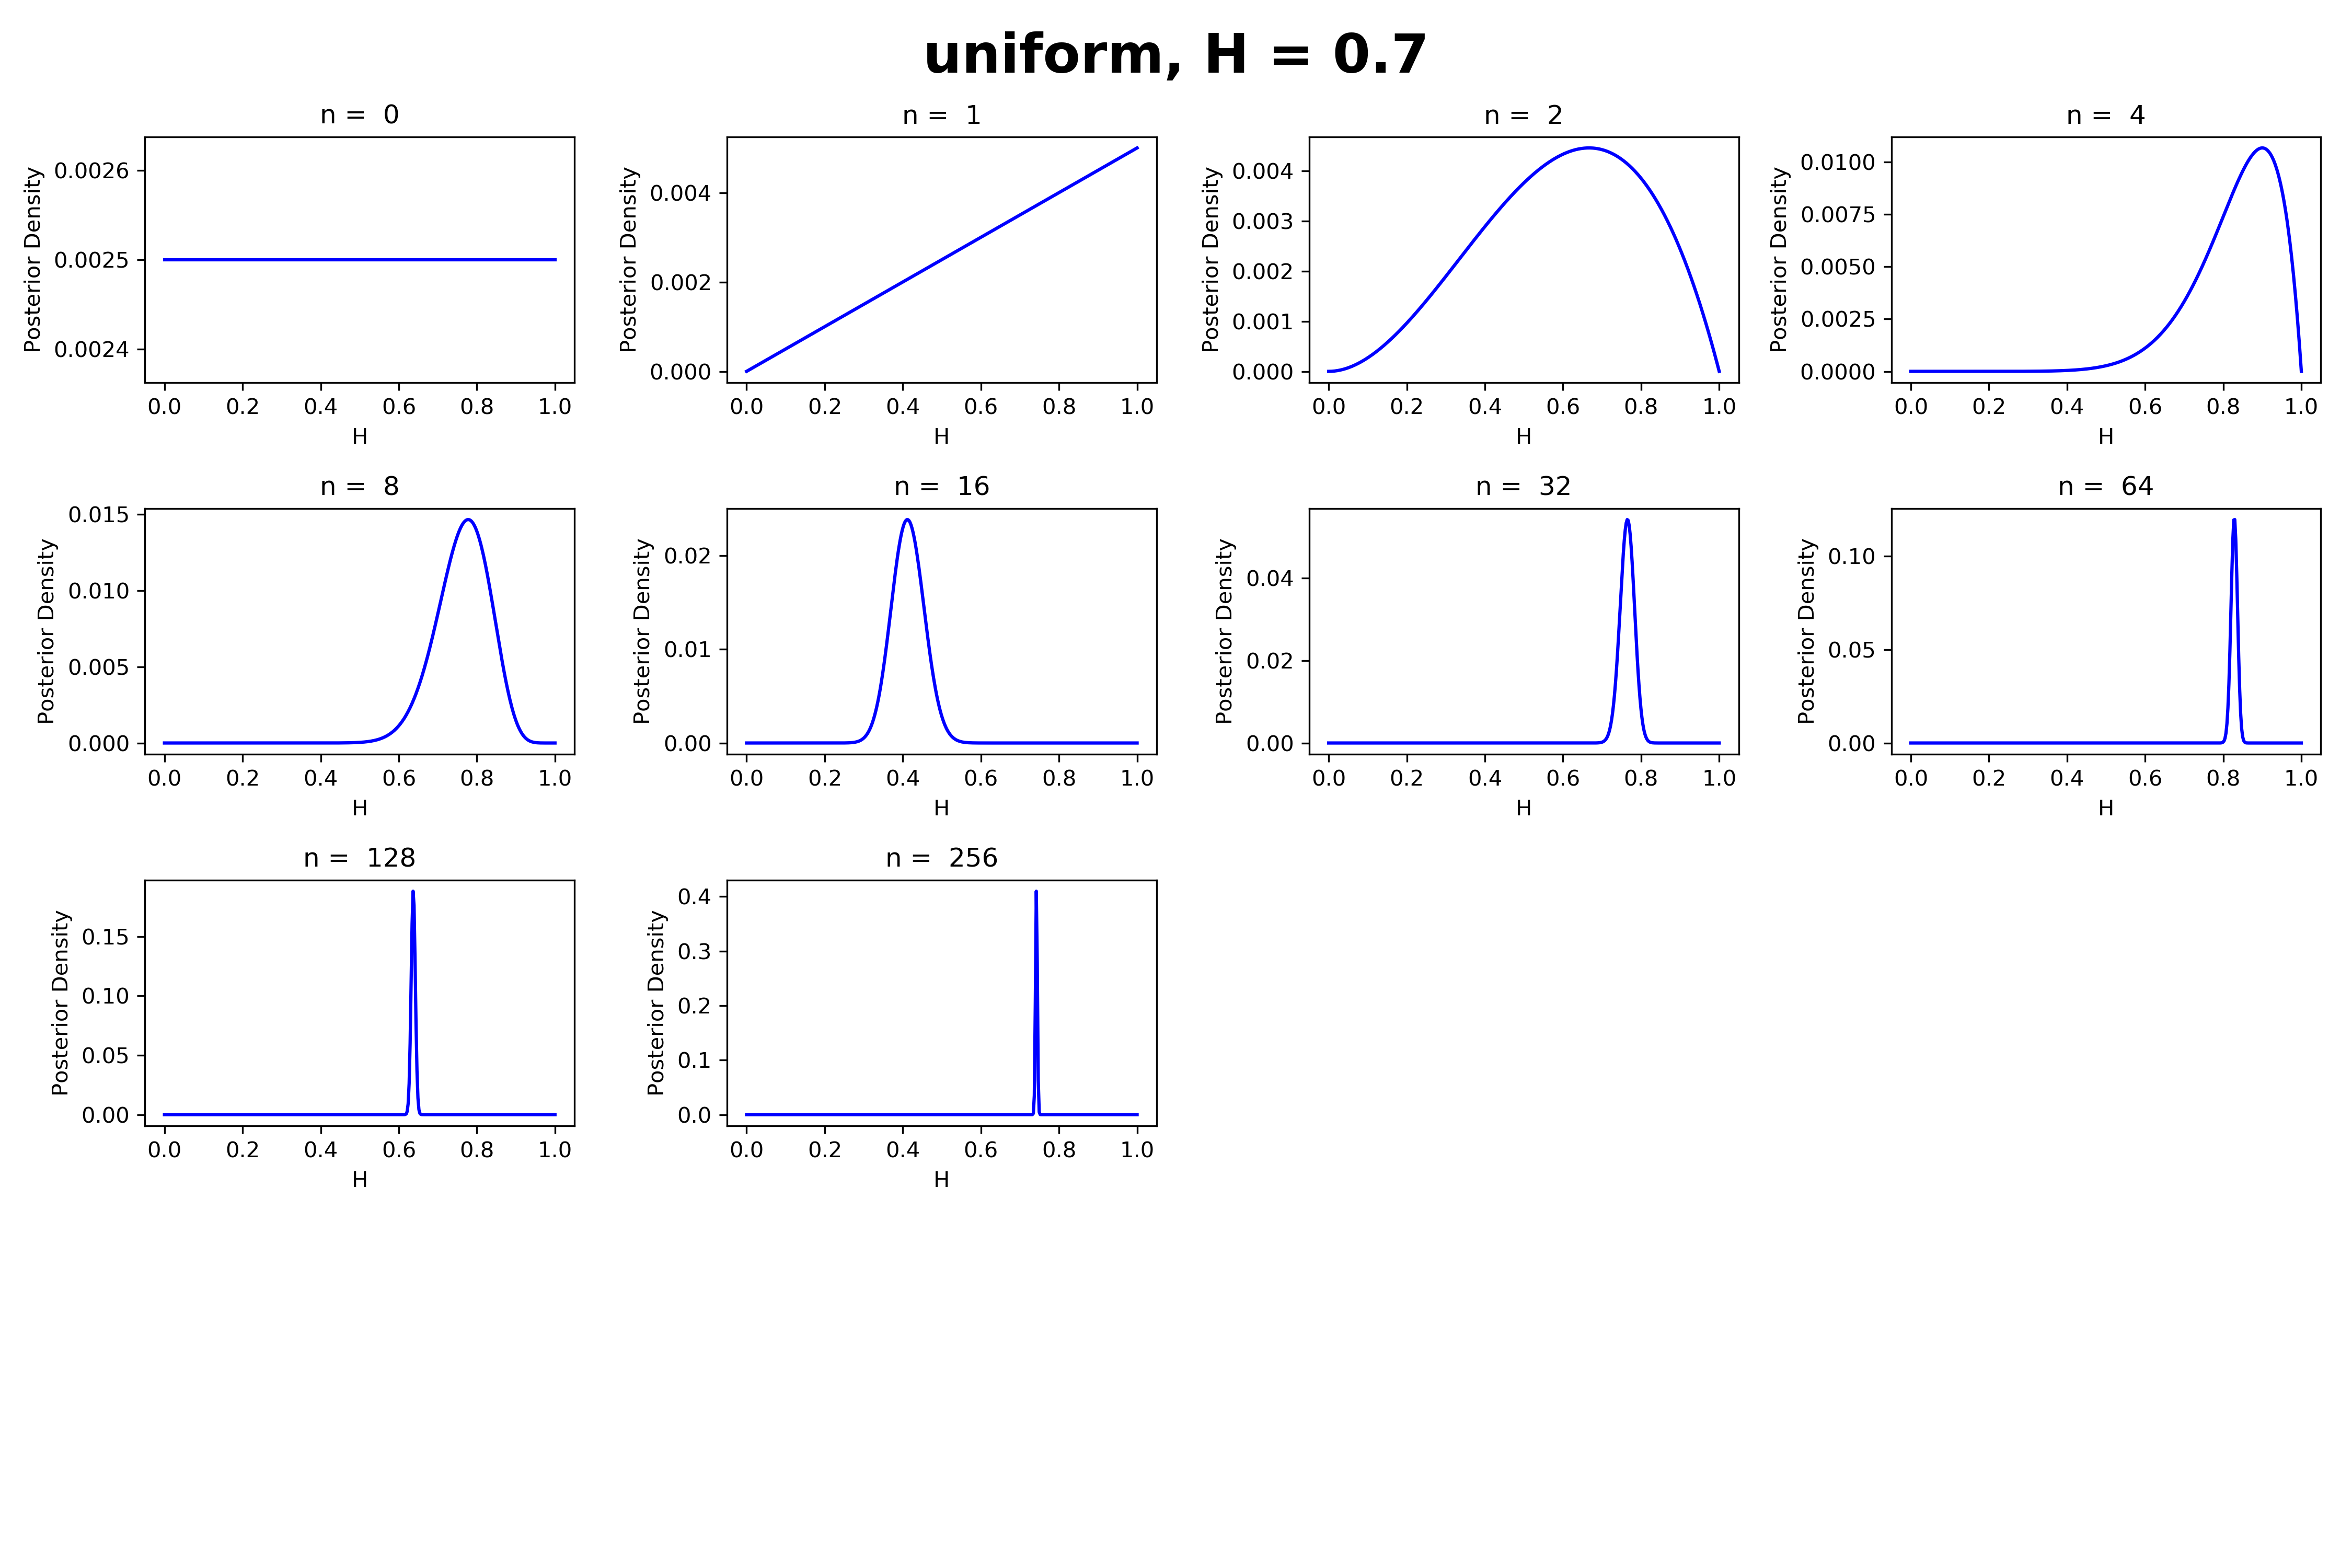 uniform, H = 0.7
n = 0
n = 1
n = 2
n = 4
Posterior Density
0.0026
0.0025
0.0024
0.0 0.2 0.4 0.6 0.8 1.0
H
Posterior Density
0.004
0.002
0.000
0.0 0.2 0.4 0.6 0.8 1.0
H
Posterior Density
0.004
0.003
0.002
0.001
0.000
0.0 0.2 0.4 0.6 0.8 1.0
H
Posterior Density
0.0100
0.0075
0.0050
0.0025
0.0000
0.0 0.2 0.4 0.6 0.8 1.0
H
n = 8
n = 16
n = 32
n = 64
Posterior Density
0.015
0.010
0.005
0.000
0.0 0.2 0.4 0.6 0.8 1.0
H
Posterior Density
0.02
0.01
0.00
0.0 0.2 0.4 0.6 0.8 1.0
H
Posterior Density
0.04
0.02
0.00
0.0 0.2 0.4 0.6 0.8 1.0
H
Posterior Density
0.10
0.05
0.00
0.0 0.2 0.4 0.6 0.8 1.0
H
n = 128
n = 256
Posterior Density
0.15
0.10
0.05
0.00
0.0 0.2 0.4 0.6 0.8 1.0
H
Posterior Density
0.4
0.3
0.2
0.1
0.0
0.0 0.2 0.4 0.6 0.8 1.0
H